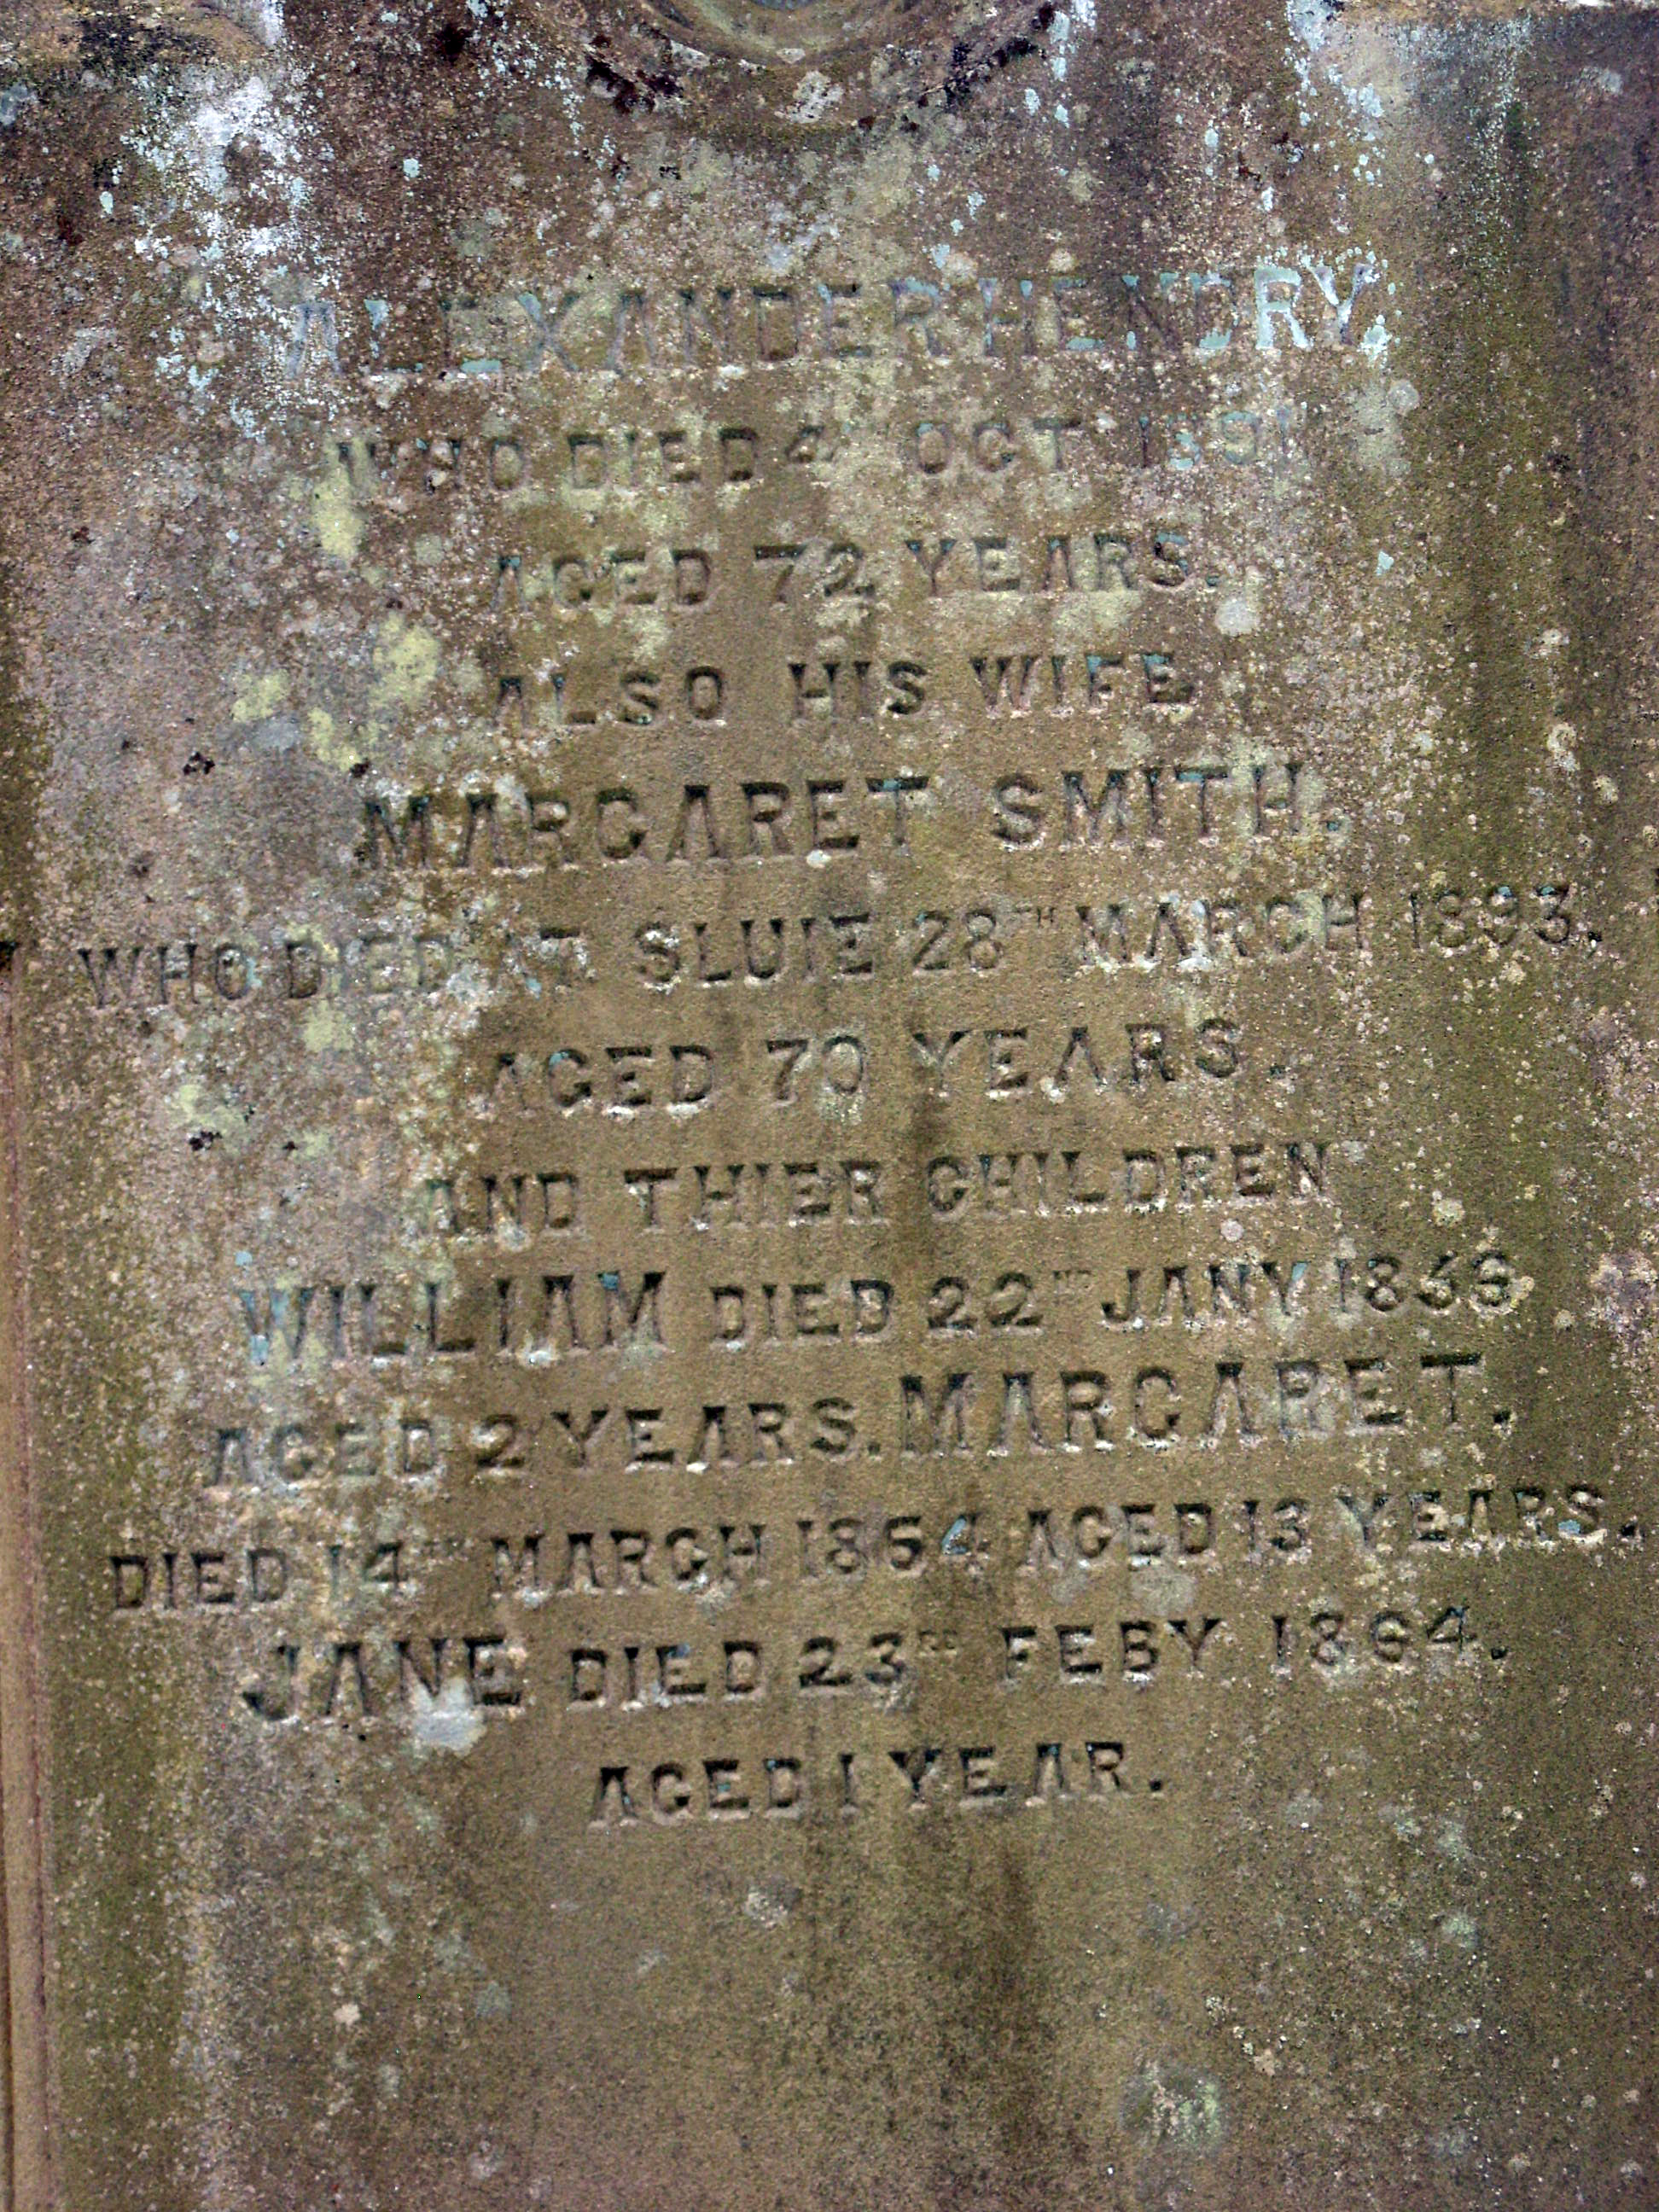 ALEXANDER HENDRY,
WHO DIED 4 OCT 1891
AGED 72 YEARS.
ALSO HIS WIFE
MARGARET SMITH.
WHO DIED AT SLUIE 28TH MARCH 1893.
AGED 70 YEARS.
AND THIER CHILDREN
WILLIAM DIED 22ND JANY
AGED 2 YEARS. MARGARET.
DIED 14TH MARCH 1864 AGED 13 YEARS.
JANE DIED 23RD FEBY 1864.
AGED 1 YEAR.